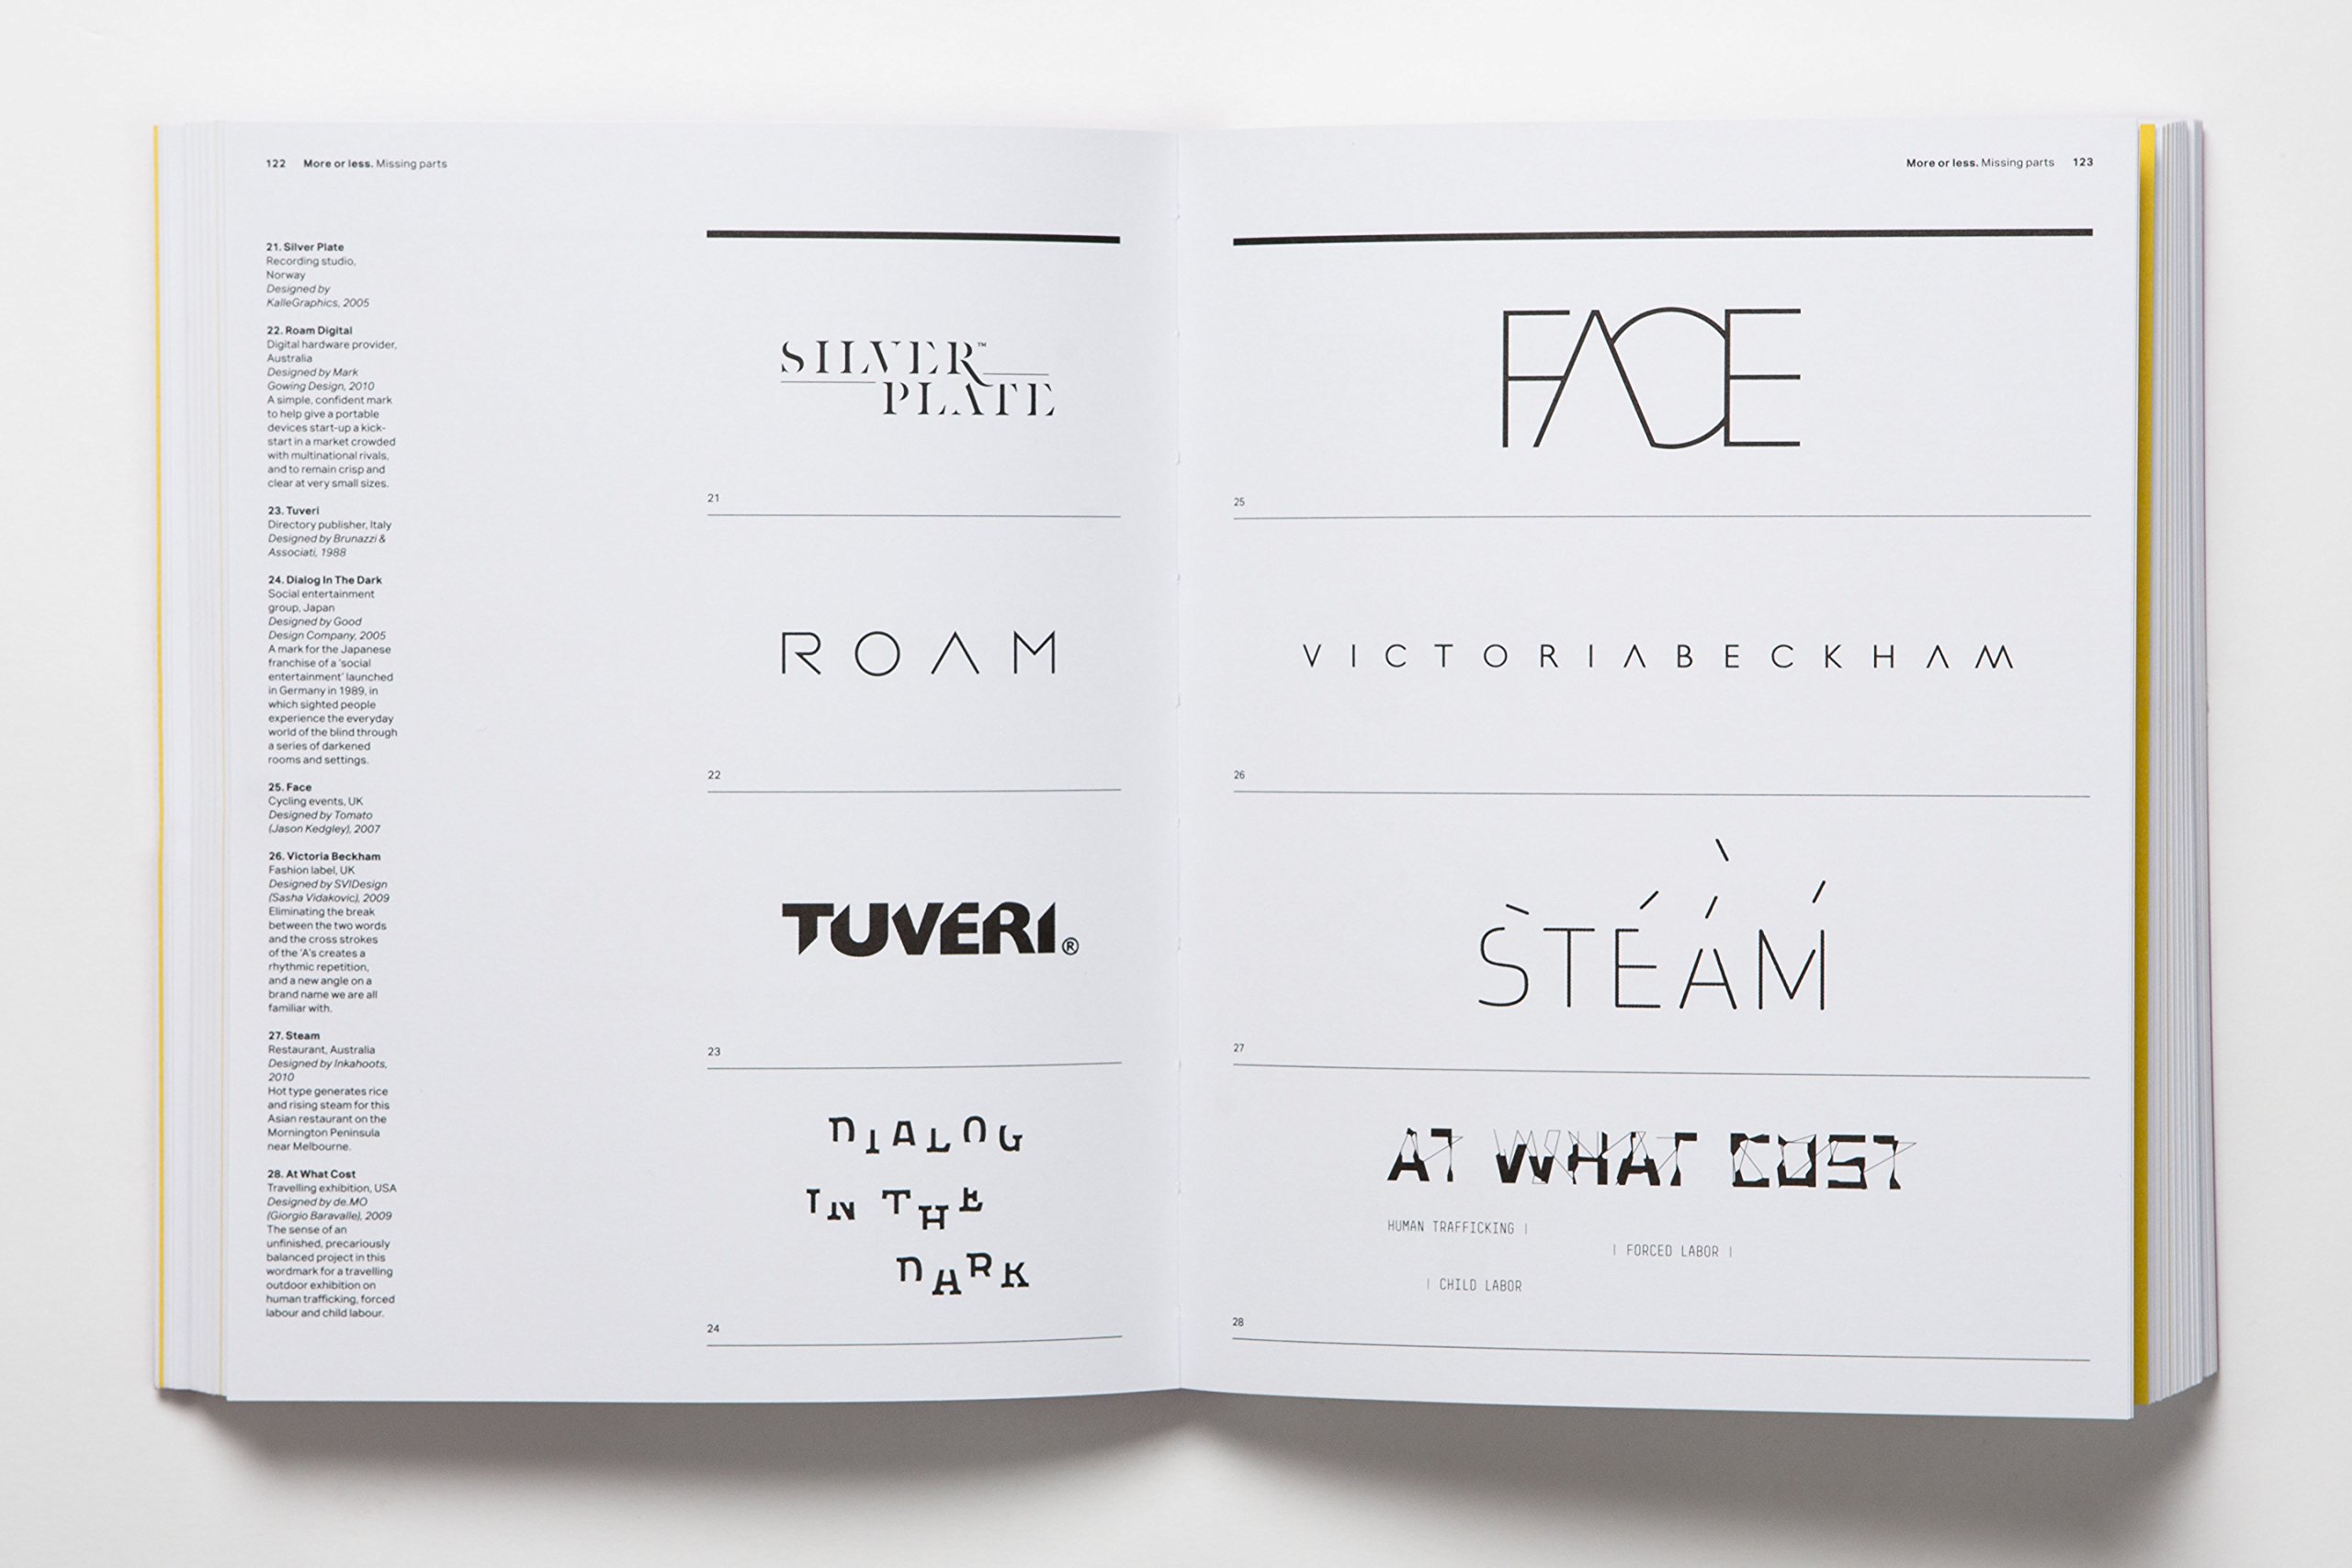 122 More or less. Missing parts
21. Silver Plate
Recording studio,
Norway
Designed by
KalleGraphics, 2005
22. Roam Digital
Digital hardware provider,
Australia
Designed by Mark
Gowing Design, 2010
A simple, confident mark
to help give a portable
devices start-up a kick-
start in a market crowded
with multinational rivals,
and to remain crisp and
clear at very small sizes.
23. Tuveri
Directory publisher, Italy
Designed by Brunazzi &
Associati, 1988
24. Dialog In The Dark
Social entertainment
group, Japan
Designed by Good
Design Company, 2005
A mark for the Japanese
franchise of a 'social
entertainment' launched
in Germany in 1989, in
which sighted people
experience the everyday
world of the blind through
a series of darkened
rooms and settings.
25. Face
Cycling events, UK
Designed by Tomato
(Jason Kedgley), 2007
26. Victoria Beckham
Fashion label, UK
Designed by SVIDesign
(Sasha Vidakovic), 2009
Eliminating the break
between the two words
and the cross strokes
of the 'A's creates a
rhythmic repetition,
and a new angle on a
brand name we are all
familiar with.
27. Steam
Restaurant, Australia
Designed by Inkahoots,
2010
Hot type generates rice
and rising steam for this
Asian restaurant on the
Mornington Peninsula
near Melbourne.
28. At What Cost
Travelling exhibition, USA
Designed by de.MO
(Giorgio Baravalle), 2009
The sense of an
unfinished, precariously
balanced project in this
wordmark for a travelling
outdoor exhibition on
human trafficking, forced
labour and child labour.
SILVER™
PLATE
21
ROAM
22
TUVERI®
23
DIALOG
IN THE
DARK
24
More or less. Missing parts 123
FACE
25
VICTORIABECKHAM
26
STEAM
27
AT WHAT COST
HUMAN TRAFFICKING |
| FORCED LABOR |
| CHILD LABOR
28